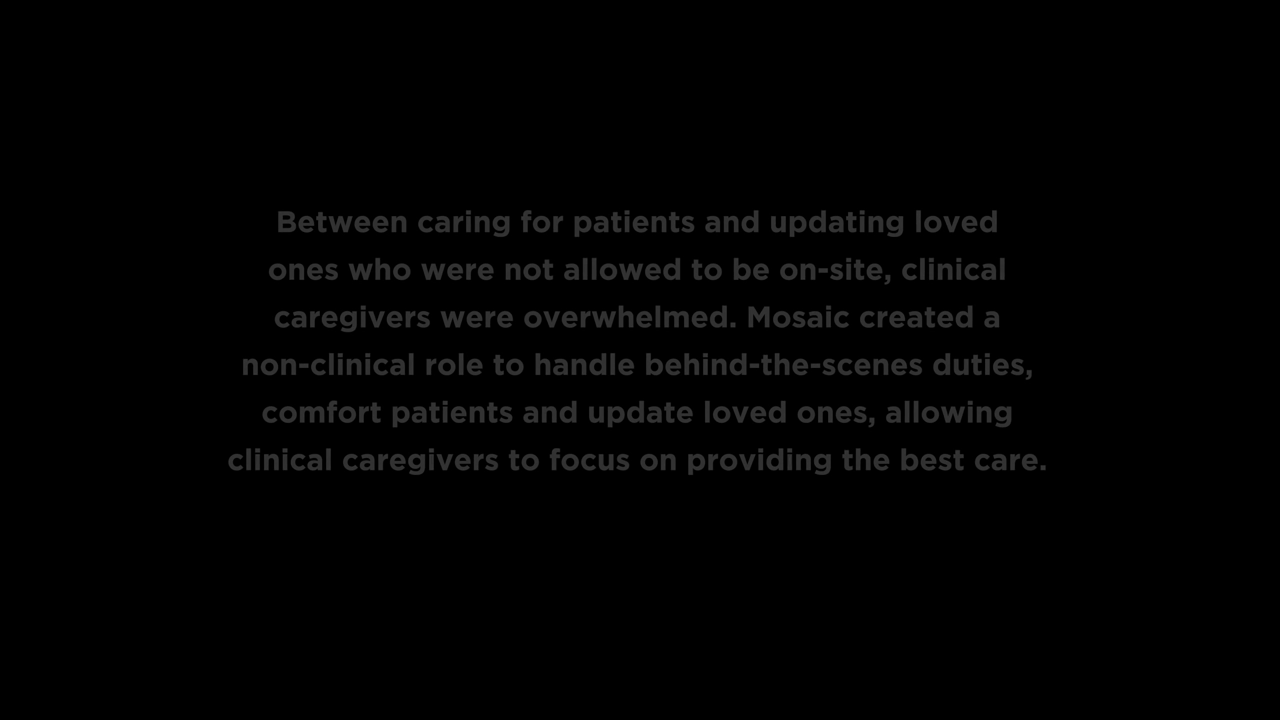 Between caring for patients and updating loved
ones who were not allowed to be on-site, clinical
caregivers were overwhelmed. Mosaic created a
non-clinical role to handle behind-the-scenes duties,
comfort patients and update loved ones, allowing
clinical caregivers to focus on providing the best care.